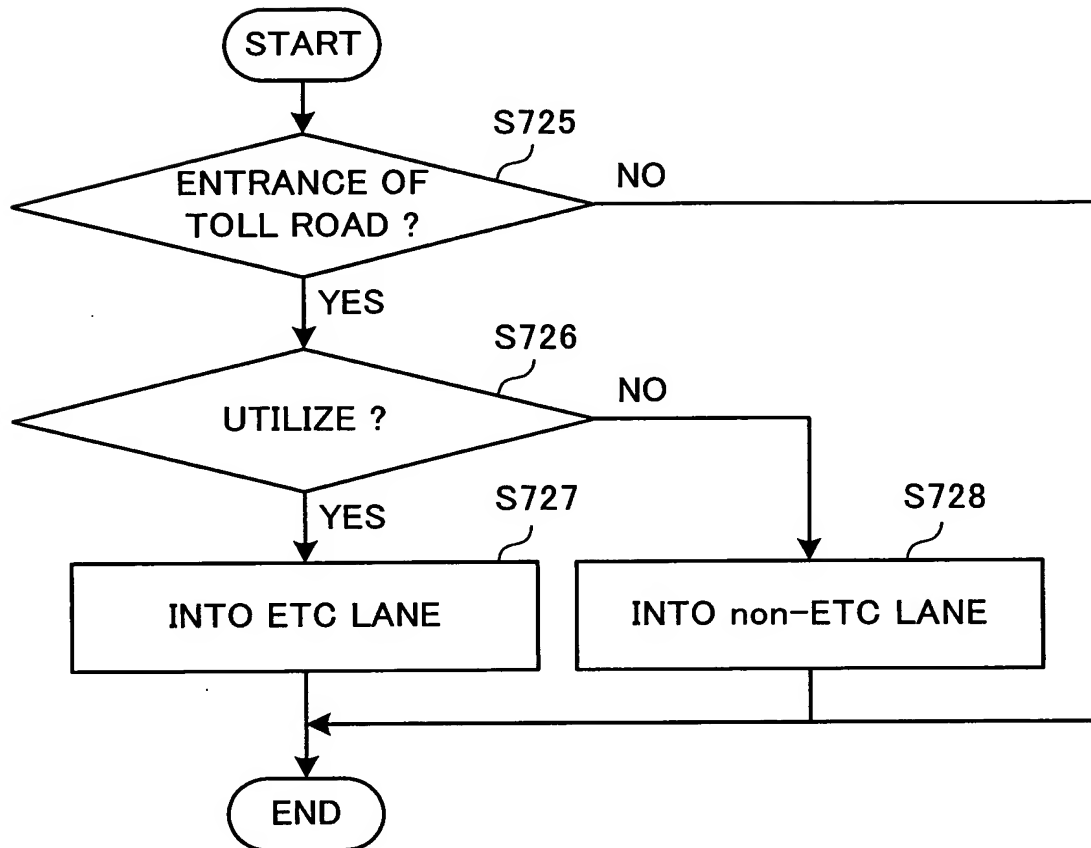 START
S725
ENTRANCE OF
TOLL ROAD ?
NO
YES
S726
UTILIZE ?
NO
YES
S727
S728
INTO ETC LANE
INTO non-ETC LANE
END